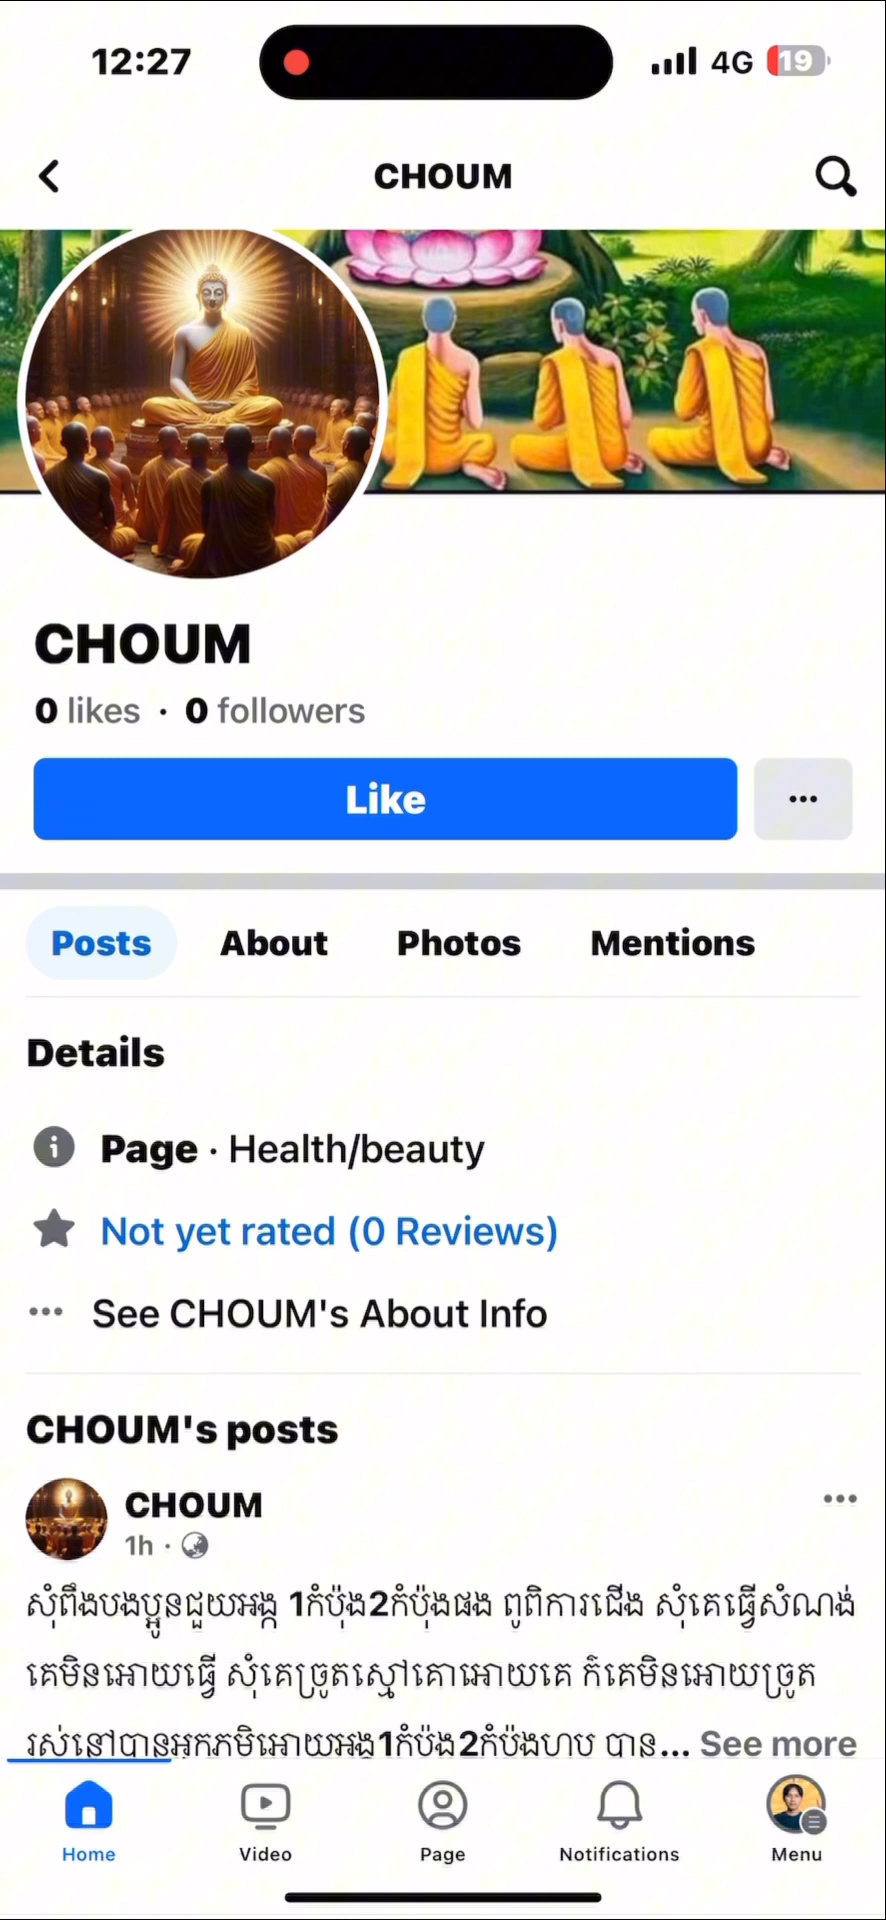 12:27
4G
19
CHOUM
CHOUM
0 likes · 0 followers
Like
Posts
About
Photos
Mentions
Details
Page · Health/beauty
Not yet rated (0 Reviews)
See CHOUM's About Info
CHOUM's posts
CHOUM
1h ·
សុំពឹងបងប្អូនជួយអង្ក 1កំប៉ុង2កំប៉ុងផង ពូពិការជើង សុំគេធ្វើសំណង់
គេមិនអោយធ្វើ សុំគេច្រូតស្មៅគោអោយគេ ក៏គេមិនអោយច្រូត
រស់នៅបានអ្នកភូមិអោយអង្ក1កំប៉ុង2កំប៉ុងហូប បាន... See more
Home
Video
Page
Notifications
Menu